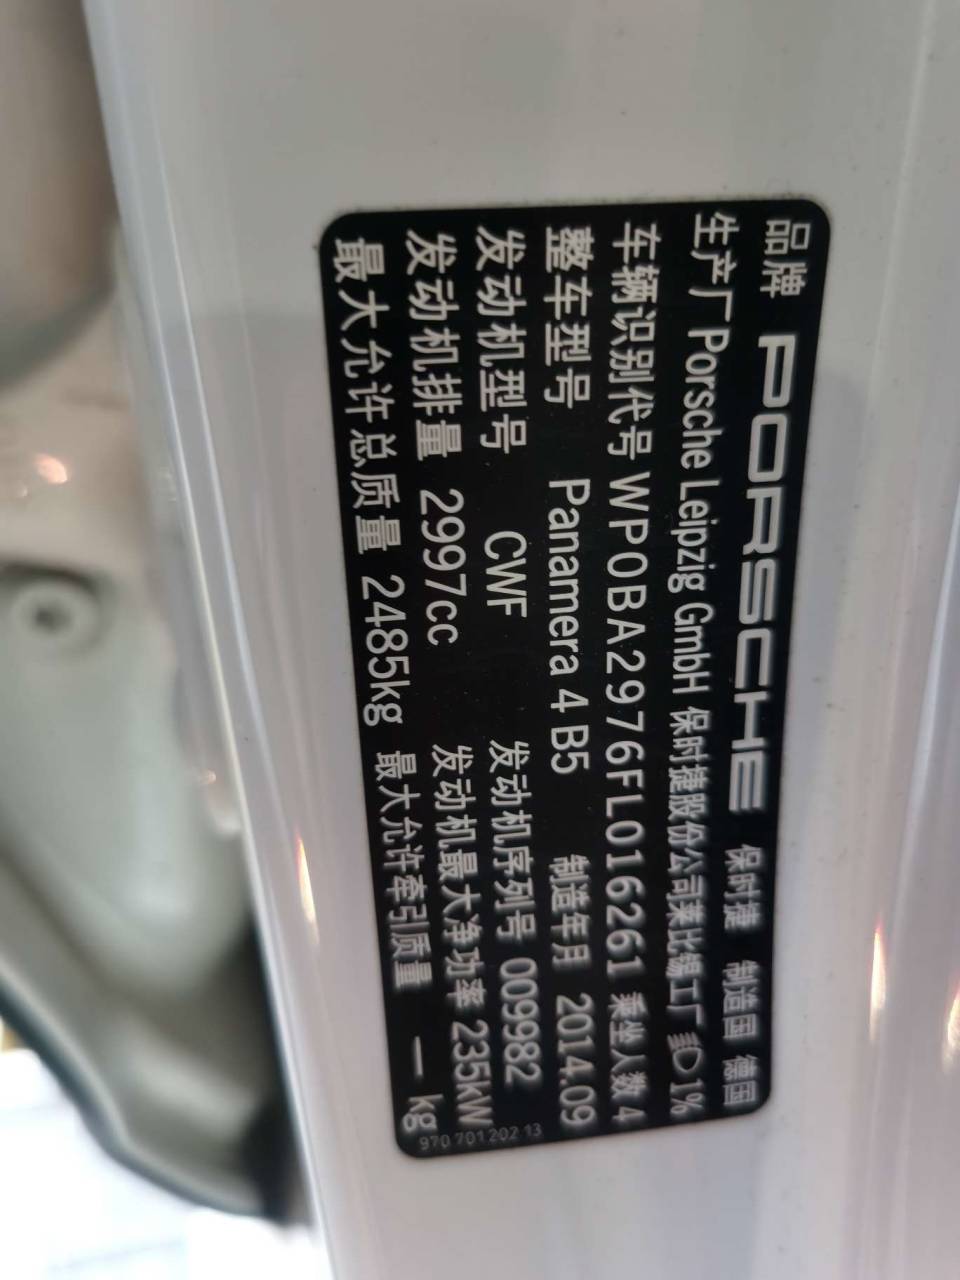 品牌 PORSCHE 保时捷 制造国 德国
生产厂 Porsche Leipzig GmbH 保时捷股份公司莱比锡工厂 1%
车辆识别代号 WP0BA2976FL016261 乘坐人数 4
整车型号 Panamera 4 B5 制造年月 2014.09
发动机型号 CWF 发动机序列号 009982
发动机排量 2997cc 发动机最大净功率 235kW
最大允许总质量 2485kg 最大允许牵引质量 — kg
970 701 202 13